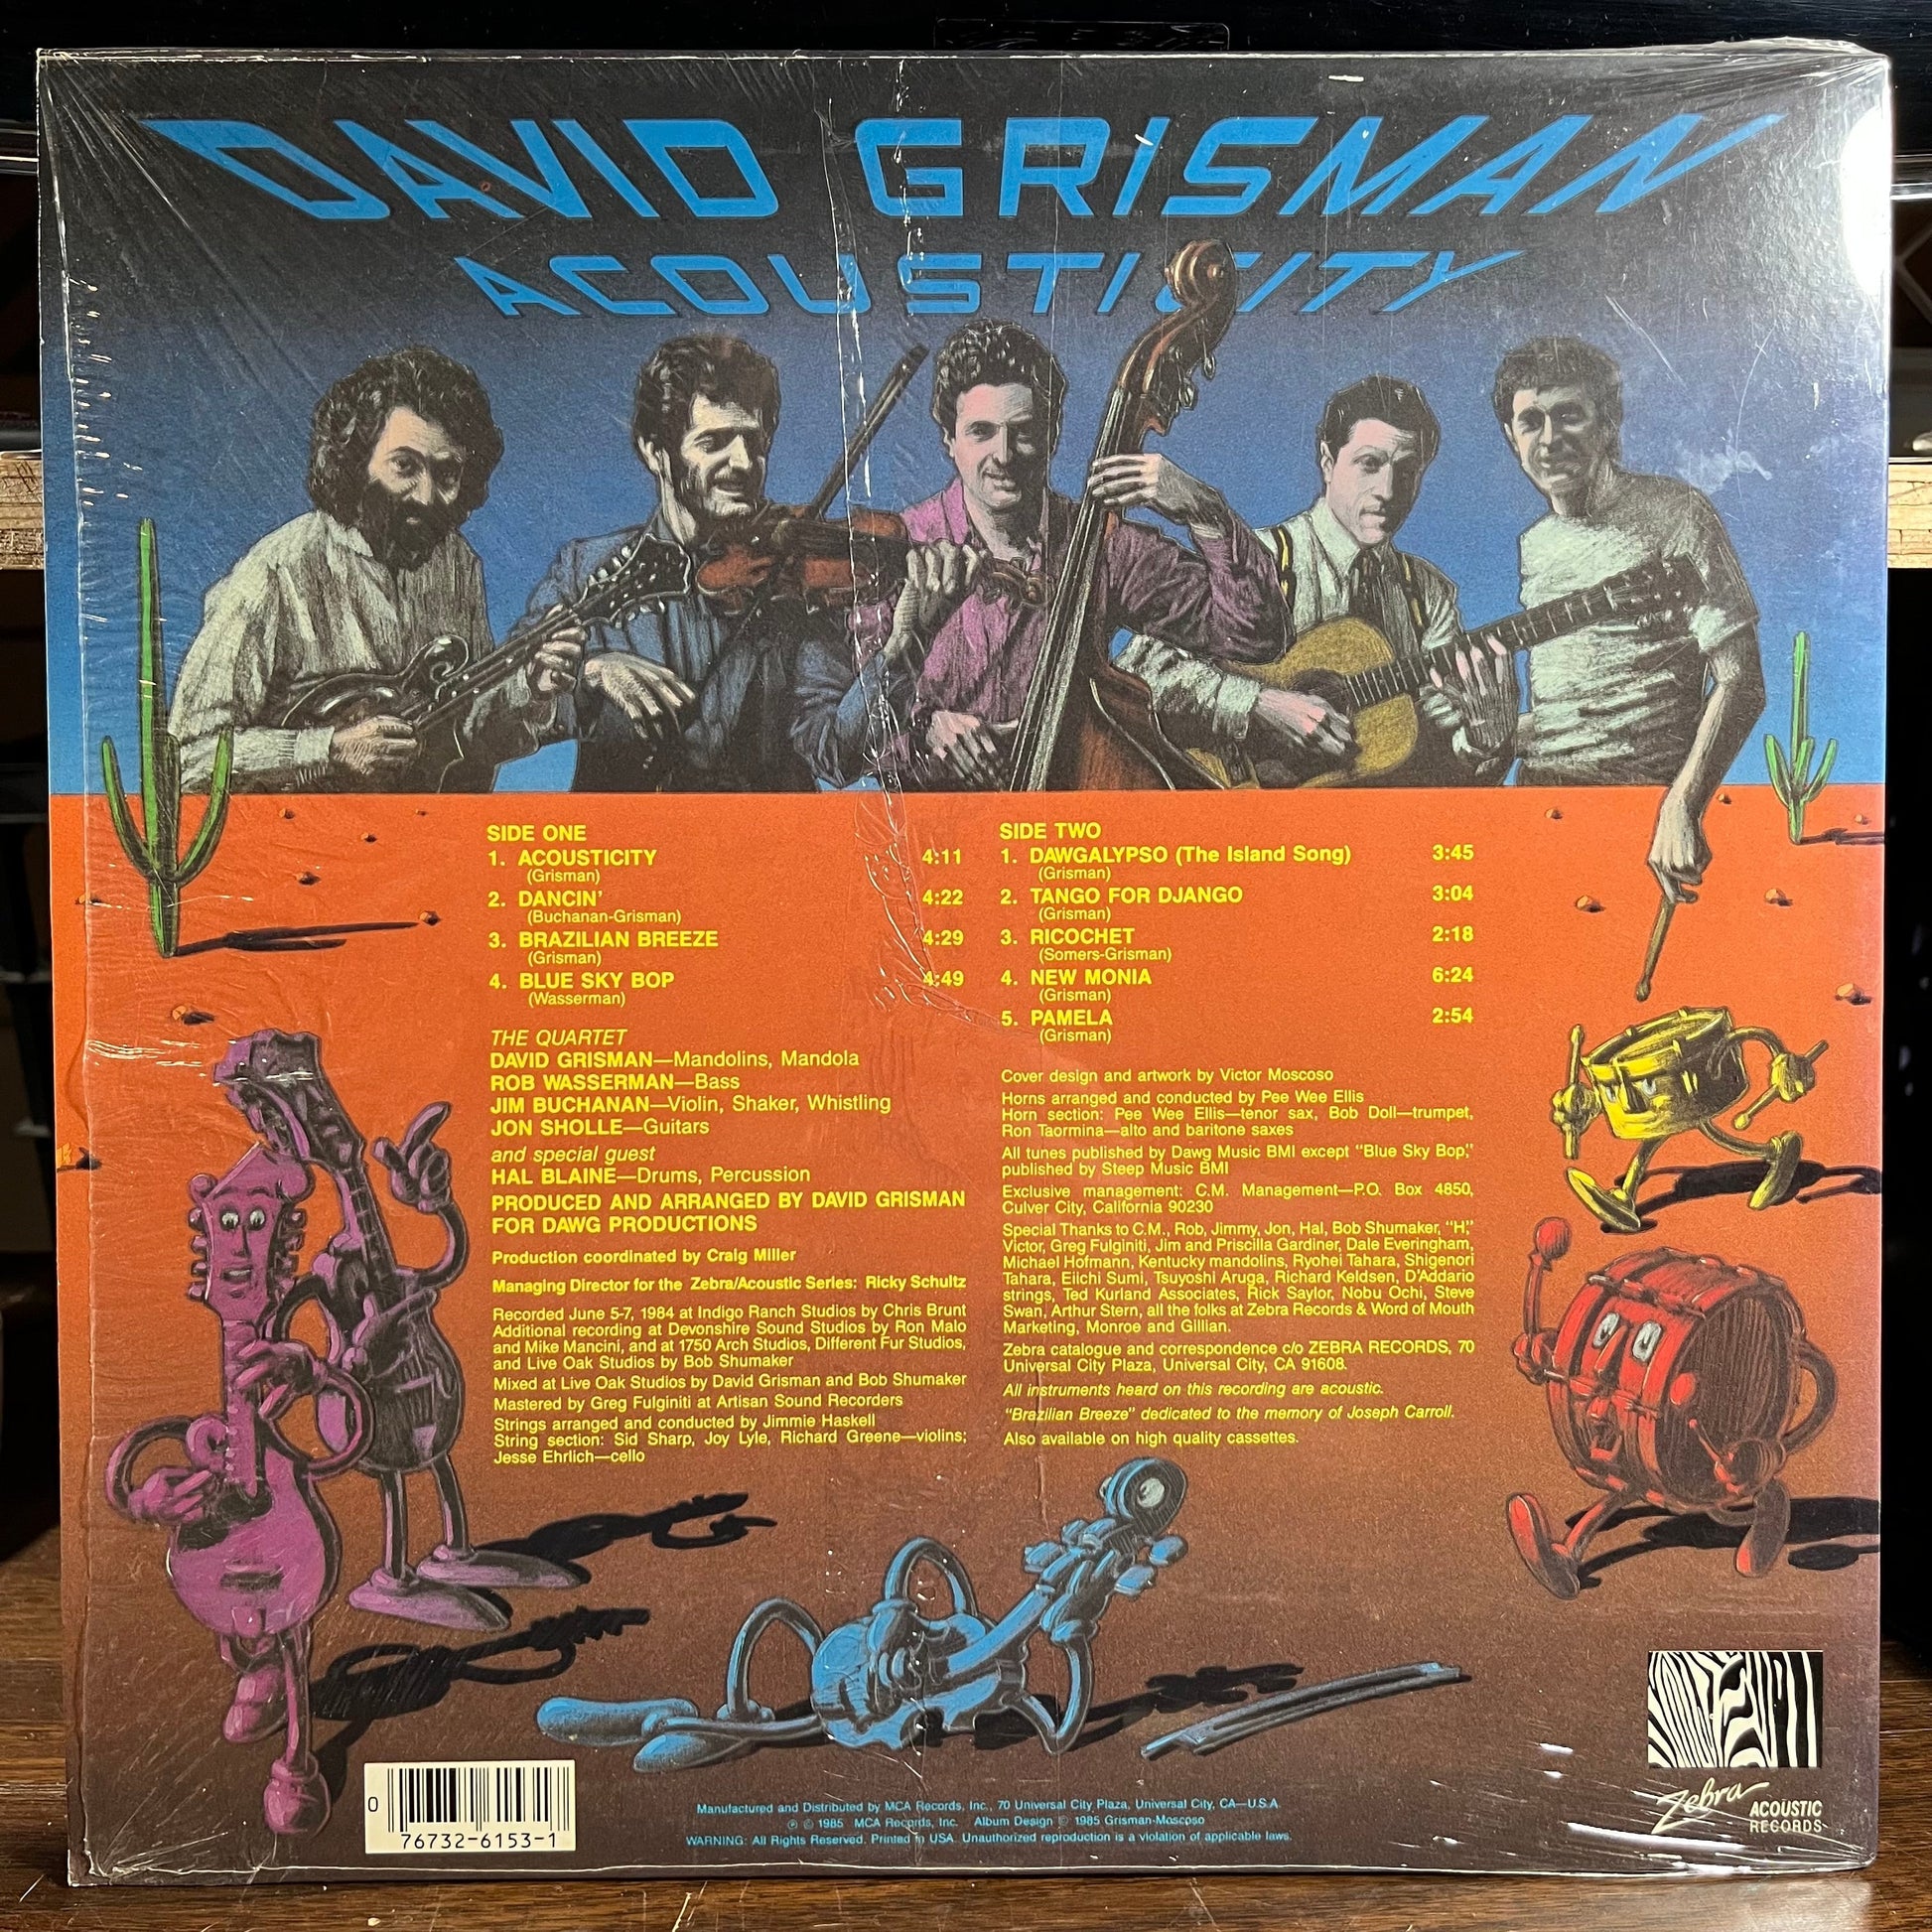 DAVID GRISMAN
ACOUSTICITY
SIDE ONE
1. ACOUSTICITY 4:11
(Grisman)
2. DANCIN' 4:22
(Buchanan-Grisman)
3. BRAZILIAN BREEZE 4:29
(Grisman)
4. BLUE SKY BOP 4:49
(Wasserman)
THE QUARTET
DAVID GRISMAN—Mandolins, Mandola
ROB WASSERMAN—Bass
JIM BUCHANAN—Violin, Shaker, Whistling
JON SHOLLE—Guitars
and special guest
HAL BLAINE—Drums, Percussion
PRODUCED AND ARRANGED BY DAVID GRISMAN
FOR DAWG PRODUCTIONS
Production coordinated by Craig Miller
Managing Director for the Zebra/Acoustic Series: Ricky Schultz
Recorded June 5-7, 1984 at Indigo Ranch Studios by Chris Brunt
Additional recording at Devonshire Sound Studios by Ron Malo
and Mike Mancini, and at 1750 Arch Studios, Different Fur Studios,
and Live Oak Studios by Bob Shumaker
Mixed at Live Oak Studios by David Grisman and Bob Shumaker
Mastered by Greg Fulginiti at Artisan Sound Recorders
Strings arranged and conducted by Jimmie Haskell
String section: Sid Sharp, Joy Lyle, Richard Greene—violins;
Jesse Ehrlich—cello
SIDE TWO
1. DAWGALYPSO (The Island Song) 3:45
(Grisman)
2. TANGO FOR DJANGO 3:04
(Grisman)
3. RICOCHET 2:18
(Somers-Grisman)
4. NEW MONIA 6:24
(Grisman)
5. PAMELA 2:54
(Grisman)
Cover design and artwork by Victor Moscoso
Horns arranged and conducted by Pee Wee Ellis
Horn section: Pee Wee Ellis—tenor sax, Bob Doll—trumpet,
Ron Taormina—alto and baritone saxes
All tunes published by Dawg Music BMI except "Blue Sky Bop,"
published by Steep Music BMI
Exclusive management: C.M. Management—P.O. Box 4850,
Culver City, California 90230
Special Thanks to C.M., Rob, Jimmy, Jon, Hal, Bob Shumaker, "H,"
Victor, Greg Fulginiti, Jim and Priscilla Gardiner, Dale Everingham,
Michael Hofmann, Kentucky mandolins, Ryohei Tahara, Shigenori
Tahara, Eiichi Sumi, Tsuyoshi Aruga, Richard Keldsen, D'Addario
strings, Ted Kurland Associates, Rick Saylor, Nobu Ochi, Steve
Swan, Arthur Stern, all the folks at Zebra Records & Word of Mouth
Marketing, Monroe and Gillian.
Zebra catalogue and correspondence c/o ZEBRA RECORDS, 70
Universal City Plaza, Universal City, CA 91608.
All instruments heard on this recording are acoustic.
"Brazilian Breeze" dedicated to the memory of Joseph Carroll.
Also available on high quality cassettes.
0 76732-6153-1
Manufactured and Distributed by MCA Records, Inc., 70 Universal City Plaza, Universal City, CA—U.S.A.
℗ © 1985 MCA Records, Inc. Album Design © 1985 Grisman-Moscoso
WARNING: All Rights Reserved. Printed in USA. Unauthorized reproduction is a violation of applicable laws.
Zebra ACOUSTIC
RECORDS